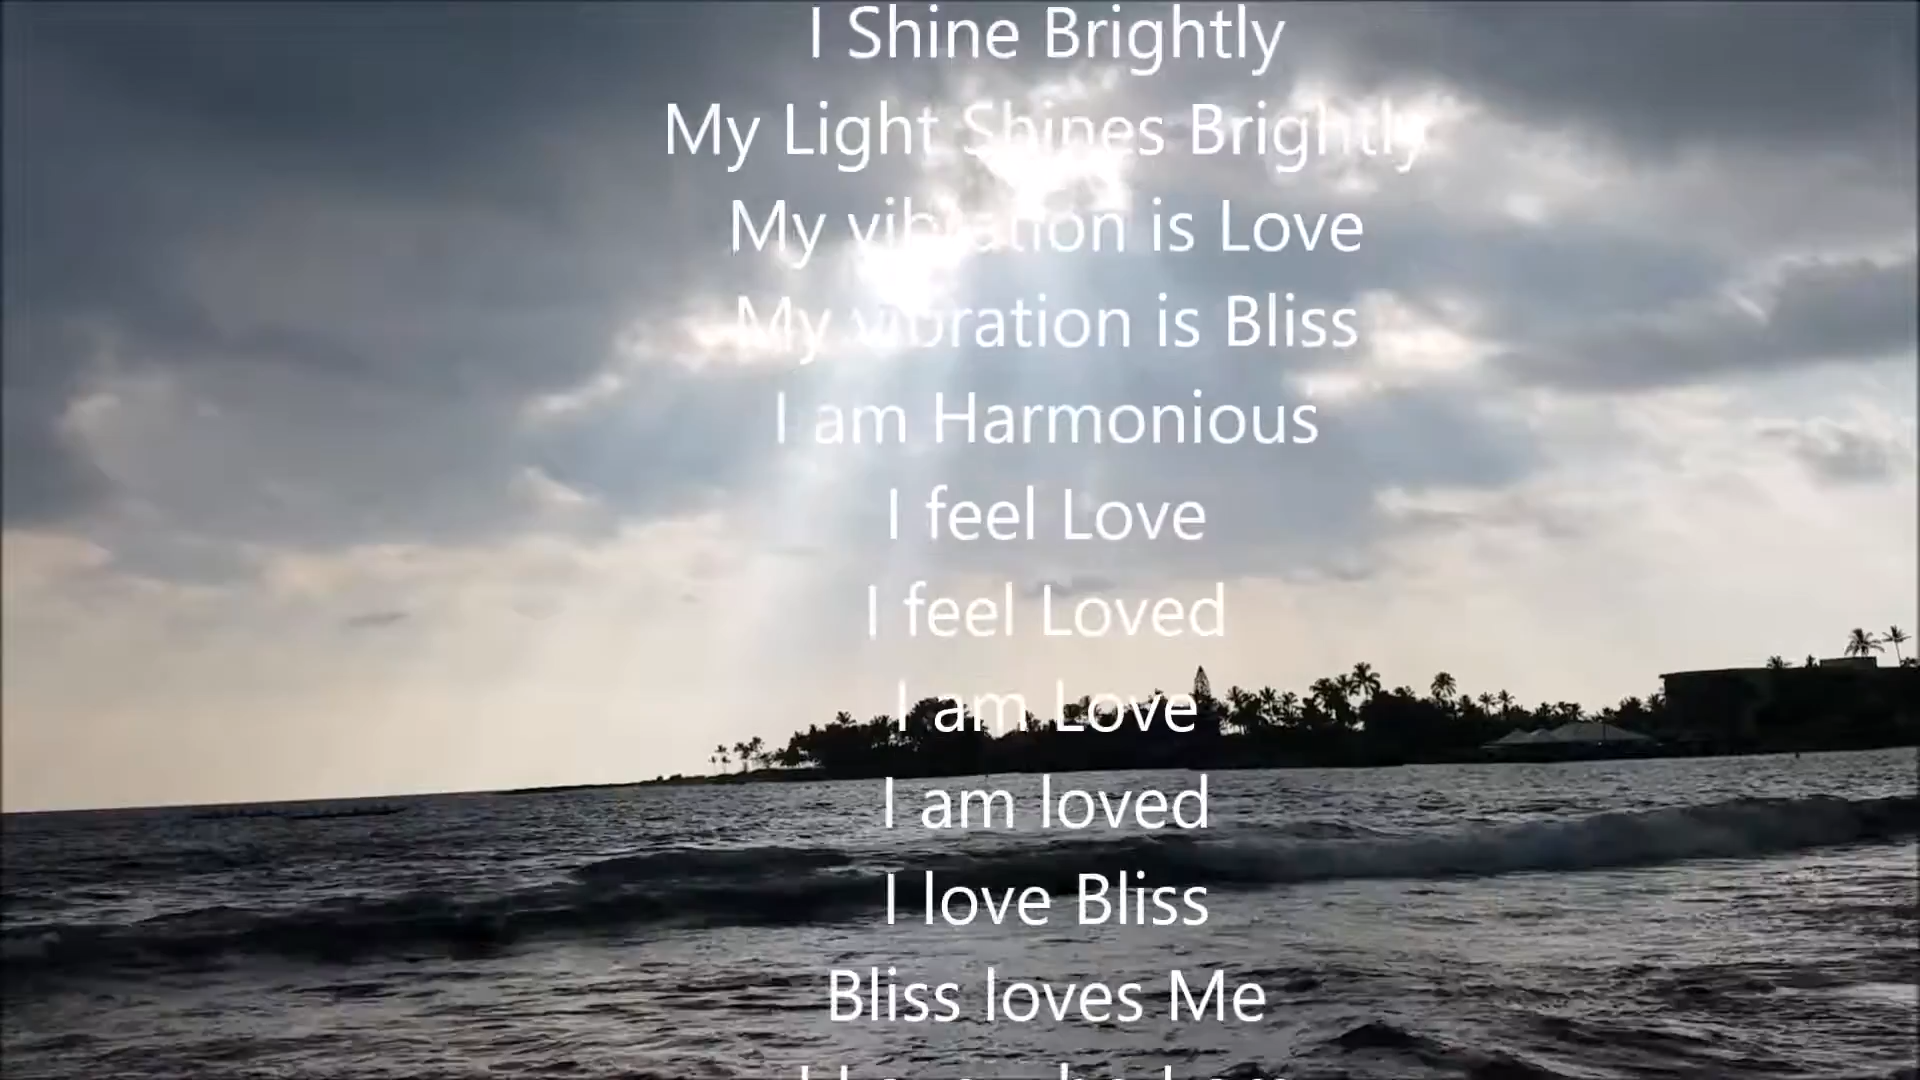 I Shine Brightly
My Light Shines Brightly
My vibration is Love
My vibration is Bliss
I am Harmonious
I feel Love
I feel Loved
I am Love
I am loved
I love Bliss
Bliss loves Me